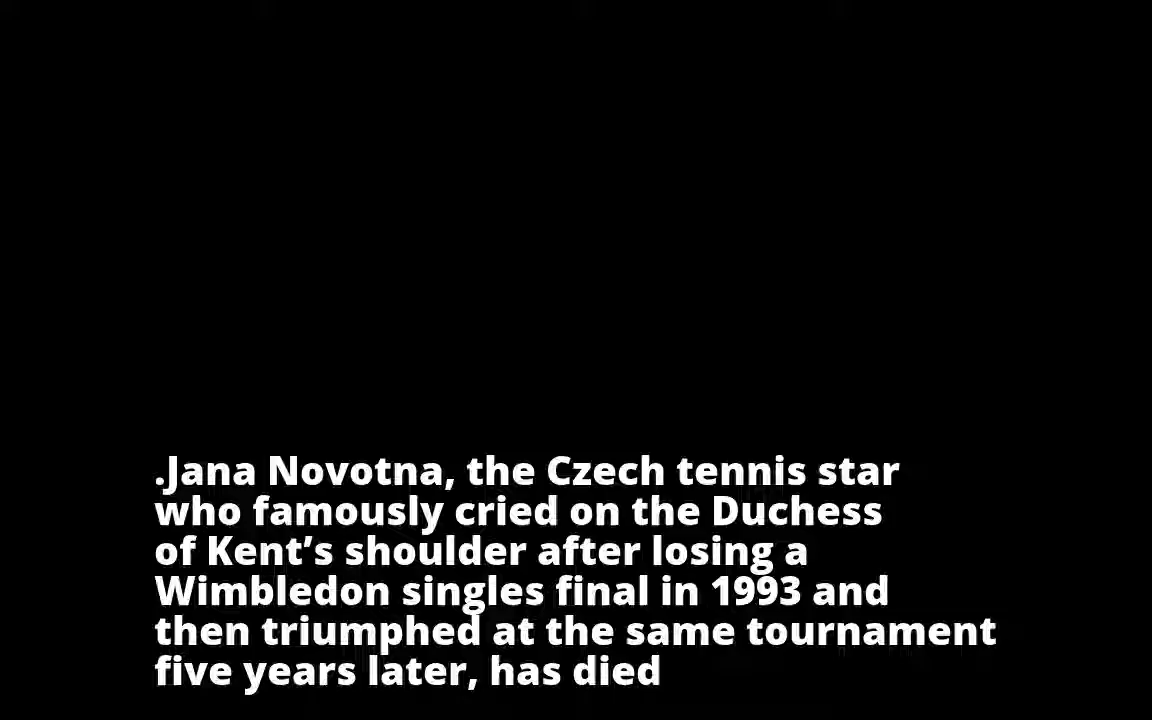 .Jana Novotna, the Czech tennis star
who famously cried on the Duchess
of Kent’s shoulder after losing a
Wimbledon singles final in 1993 and
then triumphed at the same tournament
five years later, has died